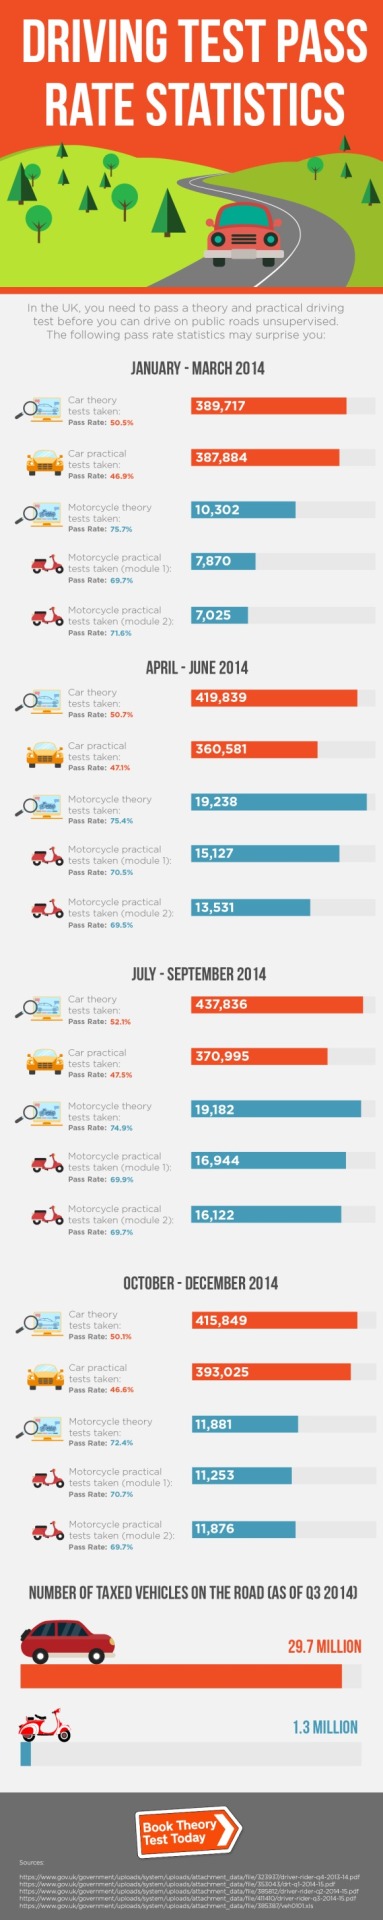 DRIVING TEST PASS
RATE STATISTICS
In the UK, you need to pass a theory and practical driving
test before you can drive on public roads unsupervised.
The following pass rate statistics may surprise you:
JANUARY - MARCH 2014
Car theory
tests taken:
Pass Rate: 50.5%
389,717
Car practical
tests taken:
Pass Rate: 46.9%
387,884
Motorcycle theory
tests taken:
Pass Rate: 75.7%
10,302
Motorcycle practical
tests taken (module 1):
Pass Rate: 69.7%
7,870
Motorcycle practical
tests taken (module 2):
Pass Rate: 71.6%
7,025
APRIL - JUNE 2014
Car theory
tests taken:
Pass Rate: 50.7%
419,839
Car practical
tests taken:
Pass Rate: 47.1%
360,581
Motorcycle theory
tests taken:
Pass Rate: 75.4%
19,238
Motorcycle practical
tests taken (module 1):
Pass Rate: 70.5%
15,127
Motorcycle practical
tests taken (module 2):
Pass Rate: 69.5%
13,531
JULY - SEPTEMBER 2014
Car theory
tests taken:
Pass Rate: 52.1%
437,836
Car practical
tests taken:
Pass Rate: 47.5%
370,995
Motorcycle theory
tests taken:
Pass Rate: 74.9%
19,182
Motorcycle practical
tests taken (module 1):
Pass Rate: 69.9%
16,944
Motorcycle practical
tests taken (module 2):
Pass Rate: 69.7%
16,122
OCTOBER - DECEMBER 2014
Car theory
tests taken:
Pass Rate: 50.1%
415,849
Car practical
tests taken:
Pass Rate: 46.6%
393,025
Motorcycle theory
tests taken:
Pass Rate: 72.4%
11,881
Motorcycle practical
tests taken (module 1):
Pass Rate: 70.7%
11,253
Motorcycle practical
tests taken (module 2):
Pass Rate: 69.7%
11,876
NUMBER OF TAXED VEHICLES ON THE ROAD (AS OF Q3 2014)
29.7 MILLION
1.3 MILLION
Book Theory
Test Today
Sources:
https://www.gov.uk/government/uploads/system/uploads/attachment_data/file/323937/driver-rider-q4-2013-14.pdf
https://www.gov.uk/government/uploads/system/uploads/attachment_data/file/353043/drt-q1-2014-15.pdf
https://www.gov.uk/government/uploads/system/uploads/attachment_data/file/385812/driver-rider-q2-2014-15.pdf
https://www.gov.uk/government/uploads/system/uploads/attachment_data/file/411410/driver-rider-q3-2014-15.pdf
https://www.gov.uk/government/uploads/system/uploads/attachment_data/file/385387/veh0101.xls